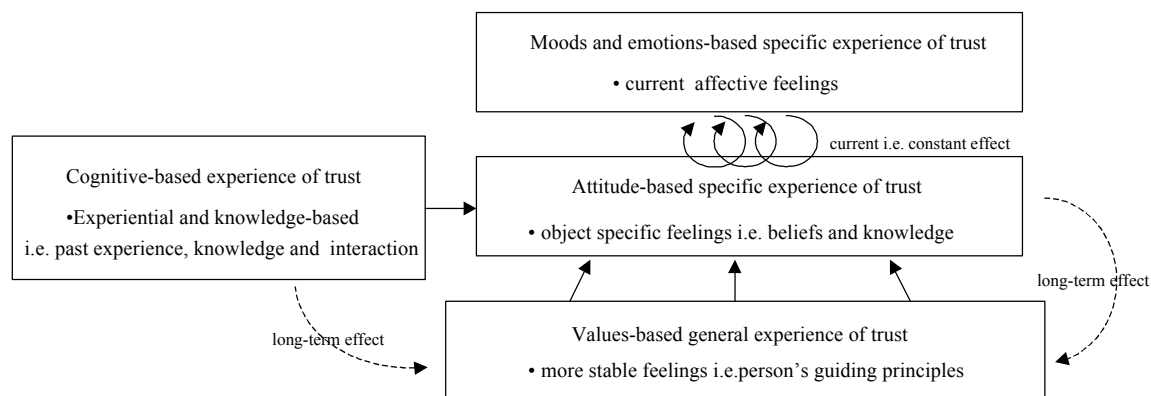 Moods and emotions-based specific experience of trust
• current affective feelings
current i.e. constant effect
Cognitive-based experience of trust
•Experiential and knowledge-based
i.e. past experience, knowledge and interaction
Attitude-based specific experience of trust
• object specific feelings i.e. beliefs and knowledge
long-term effect
long-term effect
Values-based general experience of trust
• more stable feelings i.e.person's guiding principles